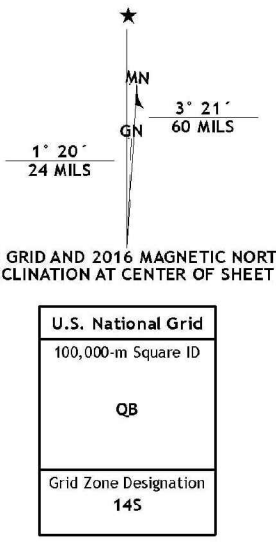 MN
3° 21´
60 MILS
GN
1° 20´
24 MILS
GRID AND 2016 MAGNETIC NORT
CLINATION AT CENTER OF SHEET
U.S. National Grid
100,000-m Square ID
QB
Grid Zone Designation
14S